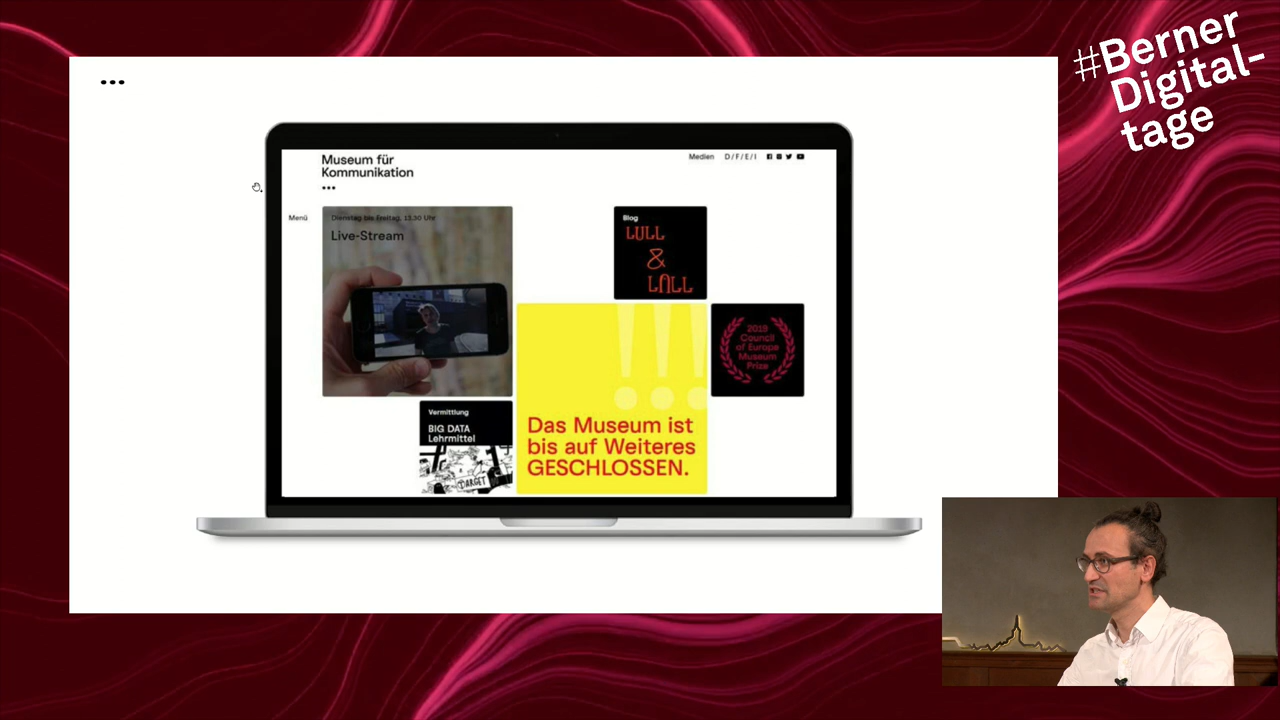 #Berner
Digital-
tage
Museum für
Kommunikation
Medien
D / F / E / I
Menü
Dienstag bis Freitag, 13.30 Uhr
Live-Stream
Blog
LULL
&
LALL
2019
Council
of Europe
Museum
Prize
!!!
Das Museum ist
bis auf Weiteres
GESCHLOSSEN.
Vermittlung
BIG DATA
Lehrmittel